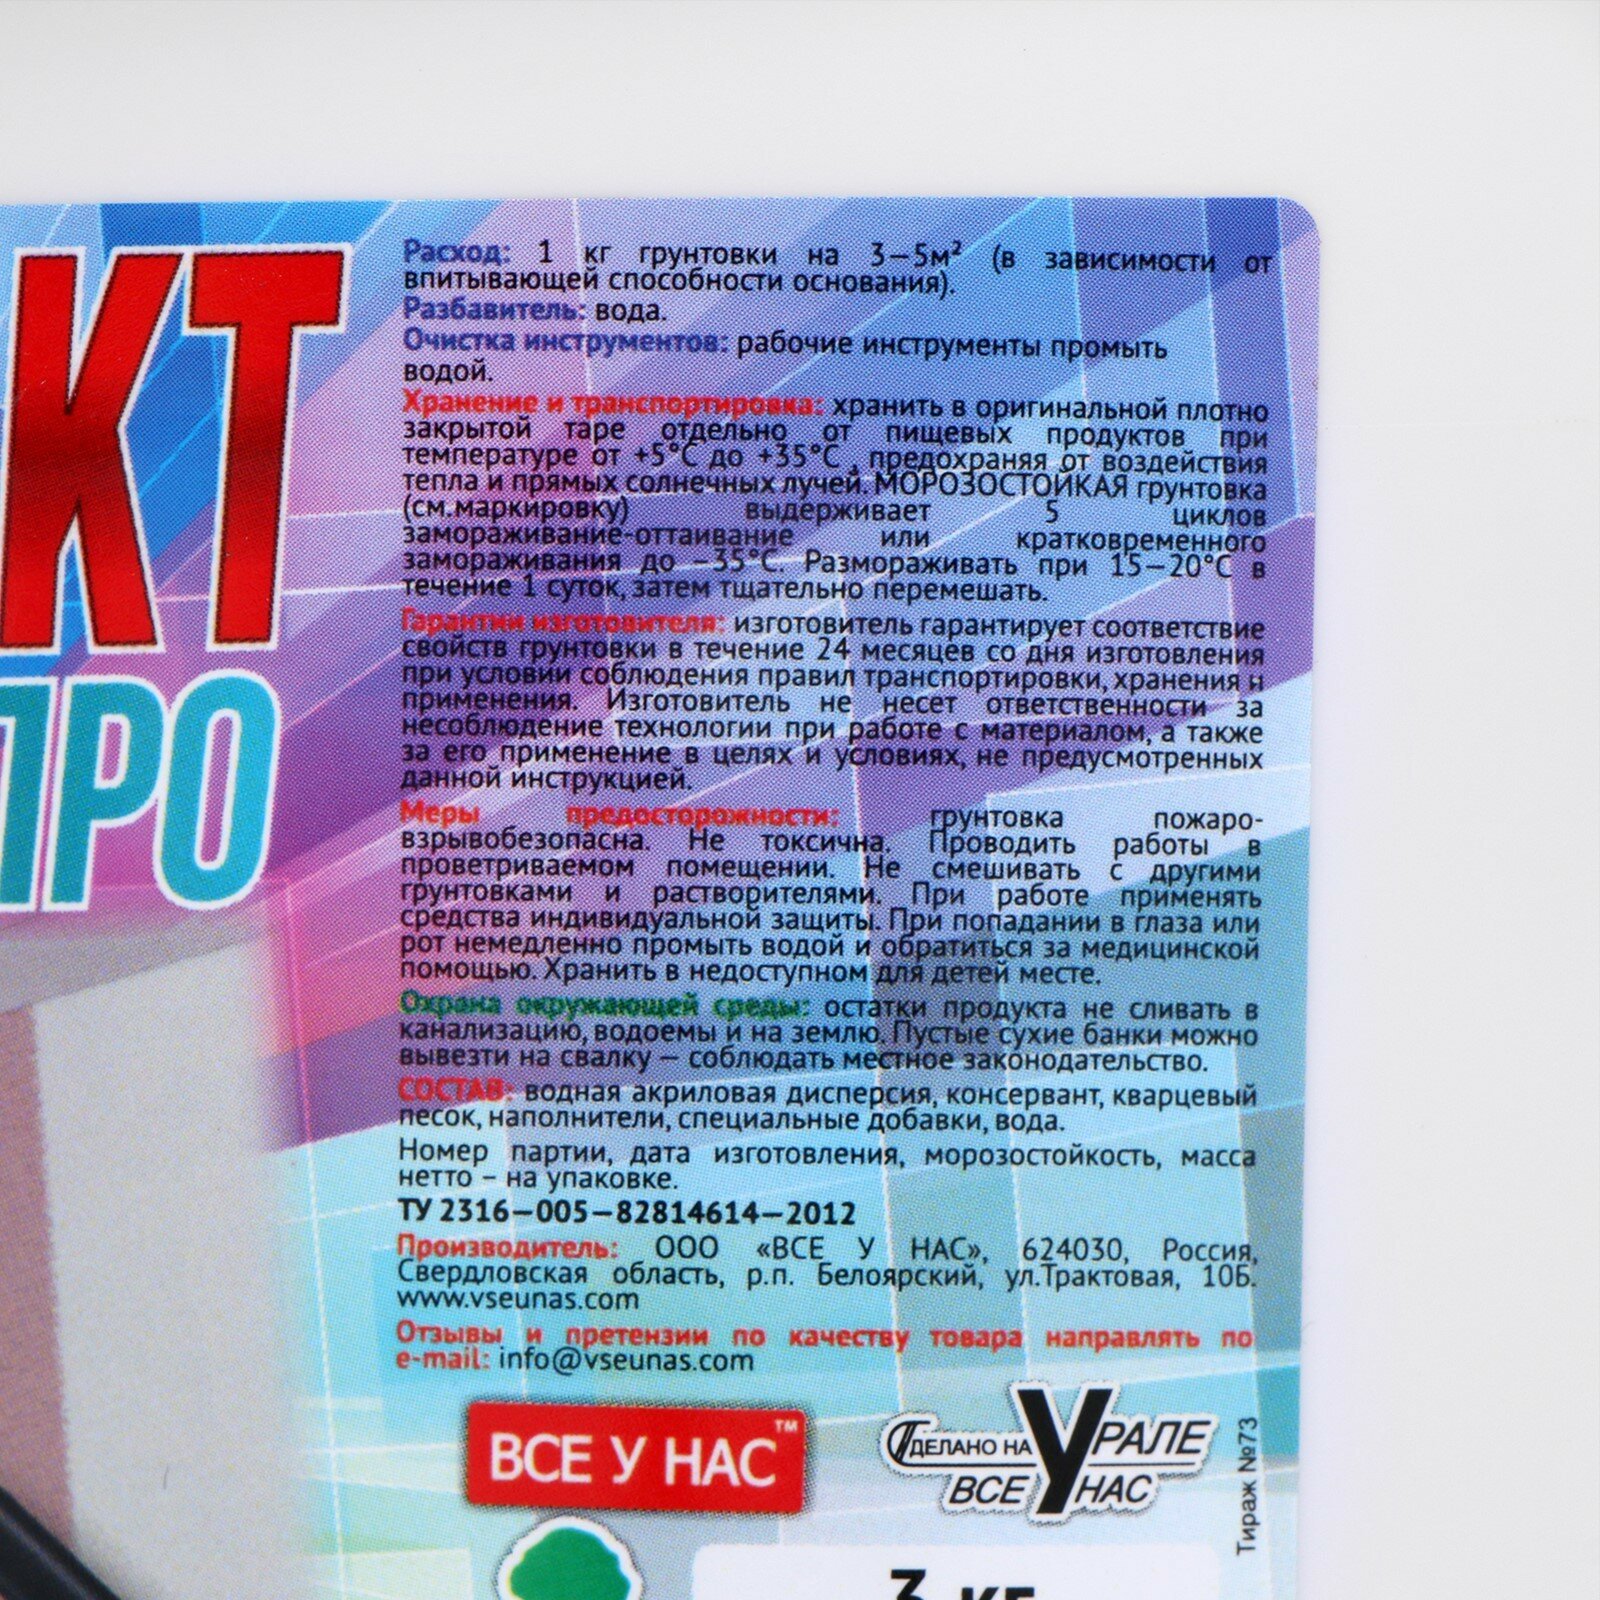 КТ
ПРО
Расход: 1 кг грунтовки на 3–5м² (в зависимости от
впитывающей способности основания).
Разбавитель: вода.
Очистка инструментов: рабочие инструменты промыть
водой.
Хранение и транспортировка: хранить в оригинальной плотно
закрытой таре отдельно от пищевых продуктов при
температуре от +5°С до +35°С , предохраняя от воздействия
тепла и прямых солнечных лучей. МОРОЗОСТОЙКАЯ грунтовка
(см.маркировку) выдерживает 5 циклов
замораживание-оттаивание или кратковременного
замораживания до –35°С. Размораживать при 15–20°С в
течение 1 суток, затем тщательно перемешать.
Гарантии изготовителя: изготовитель гарантирует соответствие
свойств грунтовки в течение 24 месяцев со дня изготовления
при условии соблюдения правил транспортировки, хранения и
применения. Изготовитель не несет ответственности за
несоблюдение технологии при работе с материалом, а также
за его применение в целях и условиях, не предусмотренных
данной инструкцией.
Меры предосторожности: грунтовка пожаро-
взрывобезопасна. Не токсична. Проводить работы в
проветриваемом помещении. Не смешивать с другими
грунтовками и растворителями. При работе применять
средства индивидуальной защиты. При попадании в глаза или
рот немедленно промыть водой и обратиться за медицинской
помощью. Хранить в недоступном для детей месте.
Охрана окружающей среды: остатки продукта не сливать в
канализацию, водоемы и на землю. Пустые сухие банки можно
вывезти на свалку – соблюдать местное законодательство.
СОСТАВ: водная акриловая дисперсия, консервант, кварцевый
песок, наполнители, специальные добавки, вода.
Номер партии, дата изготовления, морозостойкость, масса
нетто – на упаковке.
ТУ 2316–005–82814614–2012
Производитель: ООО «ВСЕ У НАС», 624030, Россия,
Свердловская область, р.п. Белоярский, ул.Трактовая, 10Б.
www.vseunas.com
Отзывы и претензии по качеству товара направлять по
e-mail: info@vseunas.com
ВСЕ У НАС™
СДЕЛАНО НА УРАЛЕ
ВСЕ У НАС
Тираж №73
3 кг